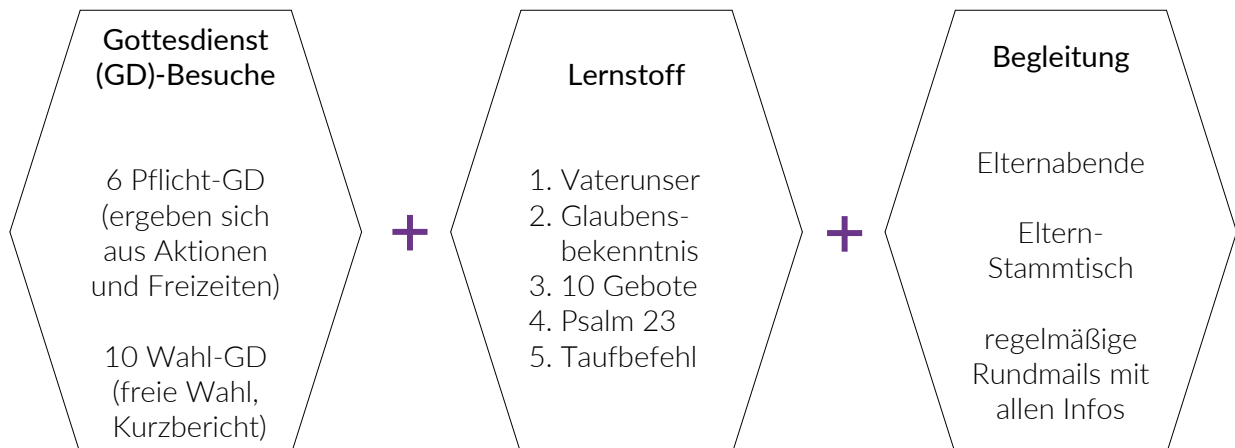 Gottesdienst
(GD)-Besuche
6 Pflicht-GD
(ergeben sich
aus Aktionen
und Freizeiten)
10 Wahl-GD
(freie Wahl,
Kurzbericht)
+
Lernstoff
1. Vaterunser
2. Glaubens-
bekenntnis
3. 10 Gebote
4. Psalm 23
5. Taufbefehl
+
Begleitung
Elternabende
Eltern-
Stammtisch
regelmäßige
Rundmails mit
allen Infos